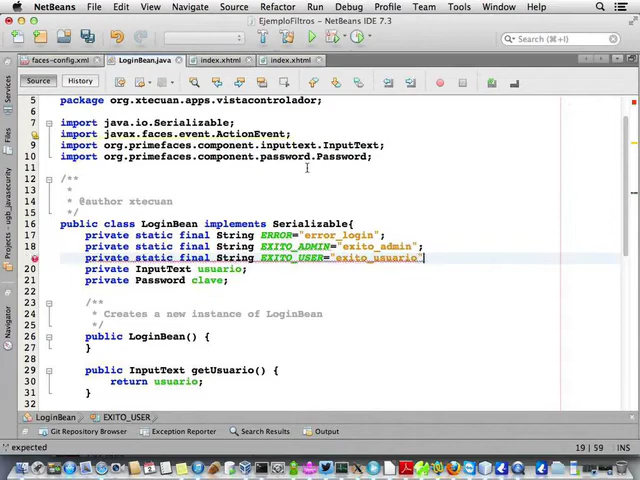 NetBeans File Edit View Navigate Source Refactor Run Debug Profile Team Tools Window Help
EjemploFiltros – NetBeans IDE 7.3
Search (⌘+I)
faces-config.xml LoginBean.java index.xhtml index.xhtml
Source History
5 package org.xtecuan.apps.vistacontrolador;
7 import java.io.Serializable;
import javax.faces.event.ActionEvent;
9 import org.primefaces.component.inputtext.InputText;
10 import org.primefaces.component.password.Password;
11
12 /**
13 *
14 * @author xtecuan
15 */
16 public class LoginBean implements Serializable{
17 private static final String ERROR="error_login";
18 private static final String EXITO_ADMIN="exito_admin";
private static final String EXITO_USER="exito_usuario"
20 private InputText usuario;
21 private Password clave;
23 /**
24 * Creates a new instance of LoginBean
25 */
26 public LoginBean() {
27 }
29 public InputText getUsuario() {
30 return usuario;
31 }
32
LoginBean EXITO_USER
Git Repository Browser Exception Reporter Search Results Output
';' expected 19 | 59 INS
Services
Files
Projects - ugb_javasecurity
Navigator